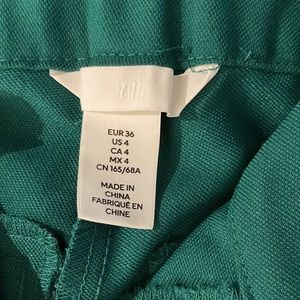 EUR 36
US 4
CA 4
MX 4
CN 165/68A
MADE IN
CHINA
FABRIQUÉ EN
CHINE